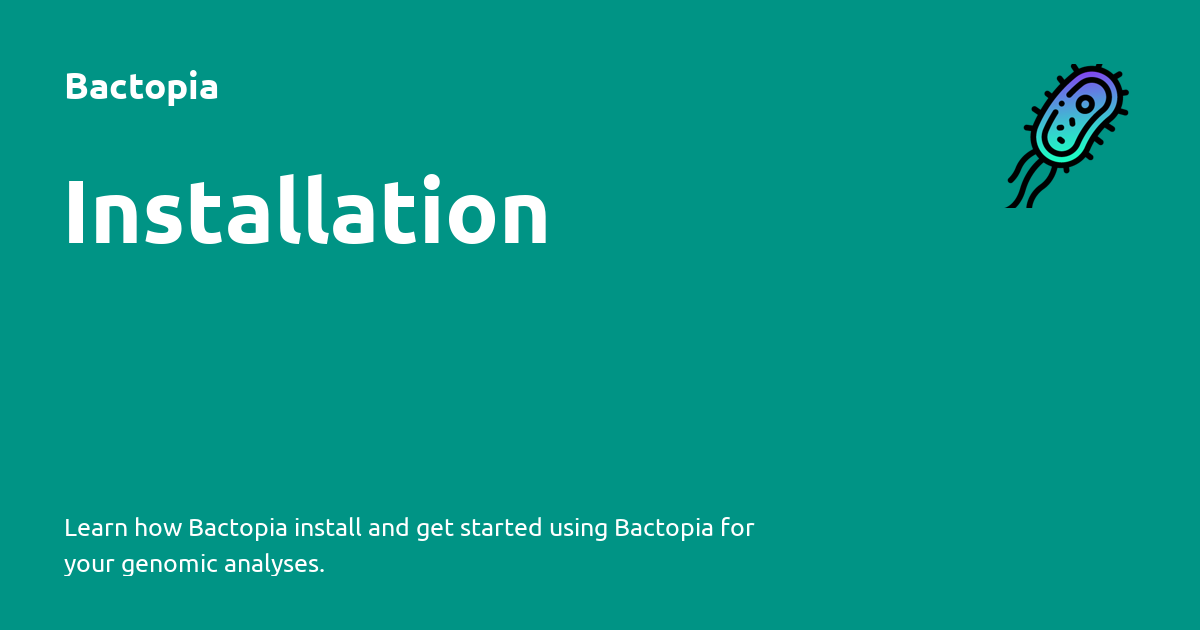 Bactopia
Installation
Learn how Bactopia install and get started using Bactopia for
your genomic analyses.